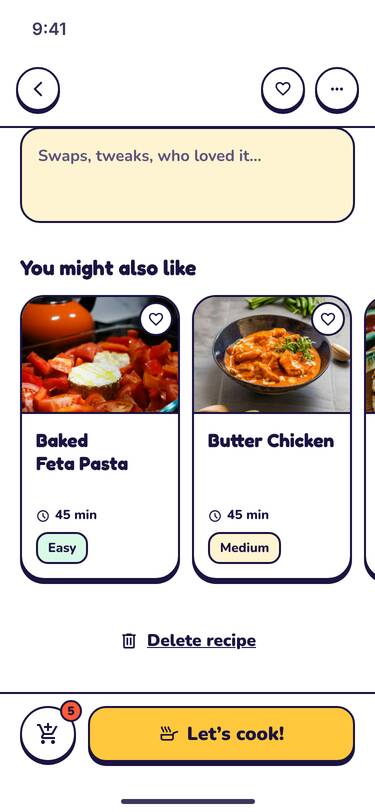 9:41
Swaps, tweaks, who loved it...
You might also like
Baked
Feta Pasta
45 min
Easy
Butter Chicken
45 min
Medium
Delete recipe
5
Let's cook!